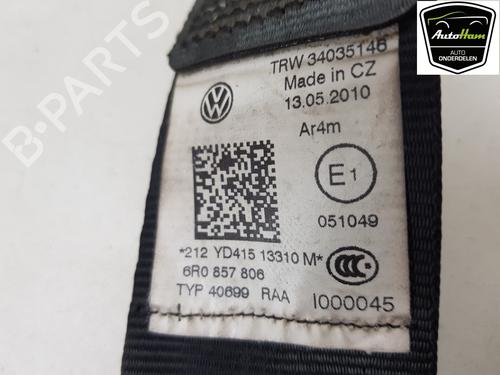 AutoHam
AUTO
ONDERDELEN
B-PARTS
TRW 34035146
Made in CZ
13.05.2010
Ar4m
E1
051049
*212 YD415 13310 M*
6R0 857 806
CCC
TYP 40699 RAA
I000045